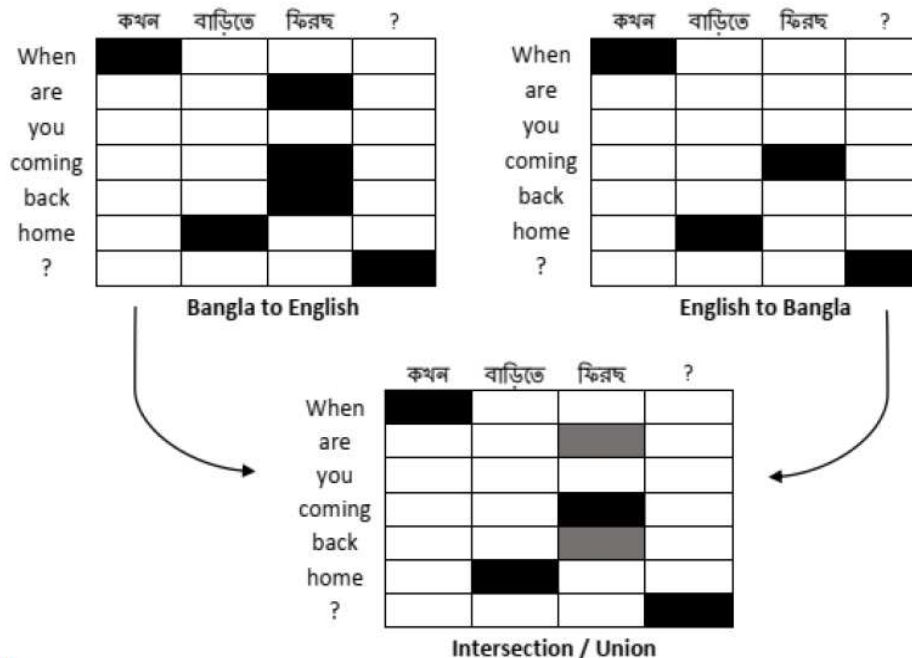 কখন বাড়িতে ফিরছ ?
When
are
you
coming
back
home
?
Bangla to English
কখন বাড়িতে ফিরছ ?
When
are
you
coming
back
home
?
English to Bangla
কখন বাড়িতে ফিরছ ?
When
are
you
coming
back
home
?
Intersection / Union